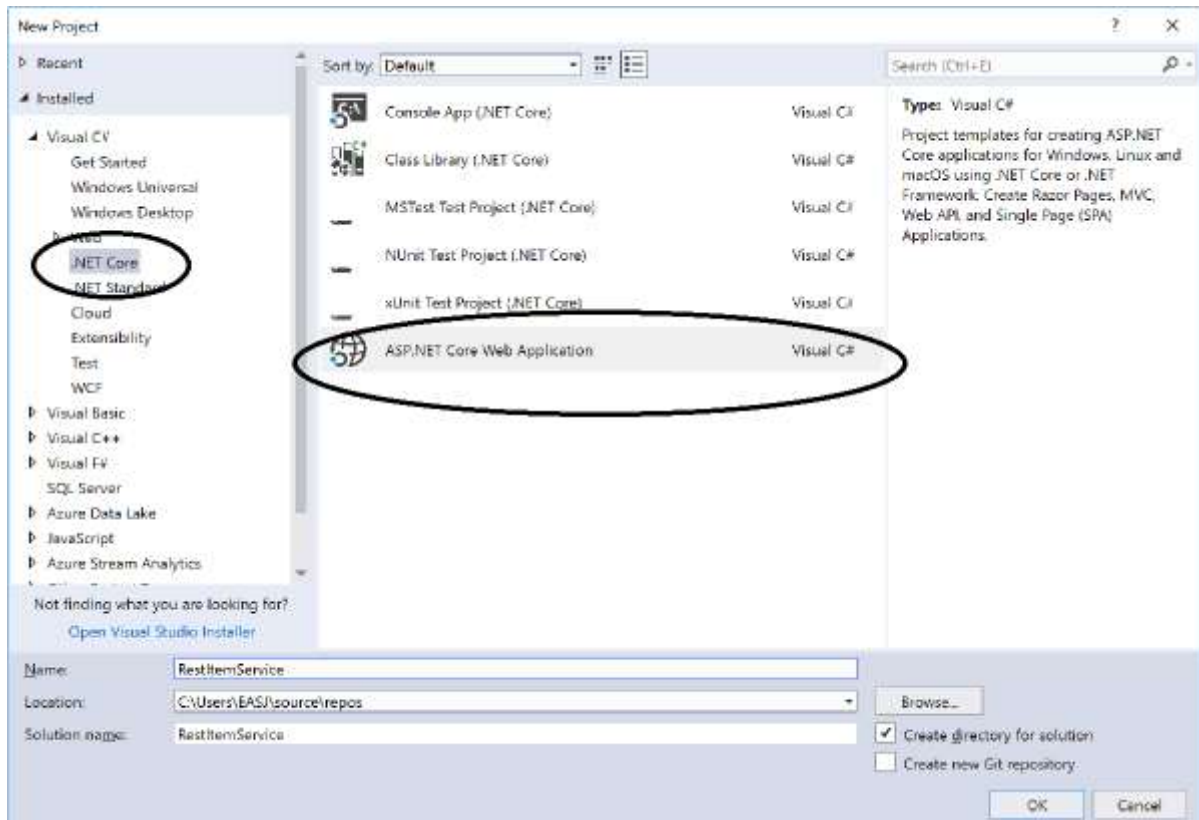 New Project
?
Recent
Installed
Visual C#
Get Started
Windows Universal
Windows Desktop
Web
.NET Core
.NET Standard
Cloud
Extensibility
Test
WCF
Visual Basic
Visual C++
Visual F#
SQL Server
Azure Data Lake
JavaScript
Azure Stream Analytics
Not finding what you are looking for?
Open Visual Studio Installer
Sort by: Default
Console App (.NET Core) Visual C#
Class Library (.NET Core) Visual C#
MSTest Test Project (.NET Core) Visual C#
NUnit Test Project (.NET Core) Visual C#
xUnit Test Project (.NET Core) Visual C#
ASP.NET Core Web Application Visual C#
Search (Ctrl+E)
Type: Visual C#
Project templates for creating ASP.NET
Core applications for Windows, Linux and
macOS using .NET Core or .NET
Framework. Create Razor Pages, MVC,
Web API, and Single Page (SPA)
Applications.
Name: RestItemService
Location: C:\Users\EASJ\source\repos
Browse...
Solution name: RestItemService
Create directory for solution
Create new Git repository
OK Cancel